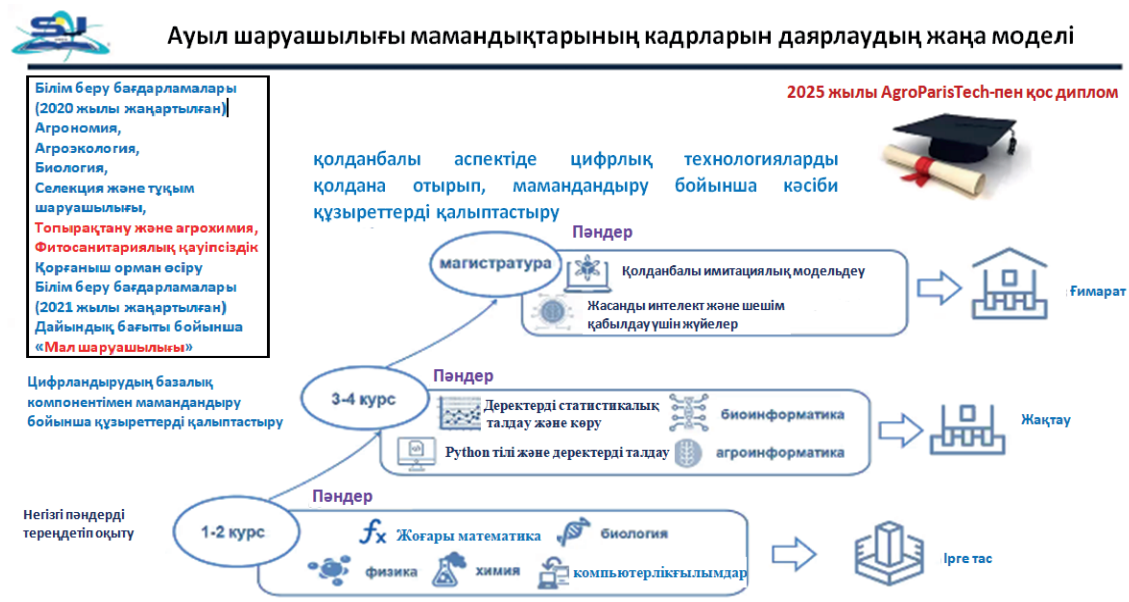 Ауыл шаруашылығы мамандықтарының кадрларын даярлаудың жаңа моделі
Білім беру бағдарламалары
(2020 жылы жаңартылған)
Агрономия,
Агроэкология,
Биология,
Селекция және тұқым
шаруашылығы,
Топырақтану және агрохимия,
Фитосанитариялық қауіпсіздік
Қорғаныш орман өсіру
Білім беру бағдарламалары
(2021 жылы жаңартылған)
Дайындық бағыты бойынша
«Мал шаруашылығы»
2025 жылы AgroParisTech-пен қос диплом
қолданбалы аспектіде цифрлық технологияларды
қолдана отырып, мамандандыру бойынша кәсіби
құзыреттерді қалыптастыру
Пәндер
магистратура
Қолданбалы имитациялық модельдеу
Жасанды интелект және шешім
қабылдау үшін жүйелер
Ғимарат
Цифрландырудың базалық
компонентімен мамандандыру
бойынша құзыреттерді қалыптастыру
Пәндер
3-4 курс
Деректерді статистикалық
талдау және көру
биоинформатика
Python тілі және деректерді талдау
агроинформатика
Жақтау
Негізгі пәндерді
тереңдетіп оқыту
Пәндер
1-2 курс
Жоғары математика
биология
физика
химия
компьютерлікғылымдар
Ірге тас